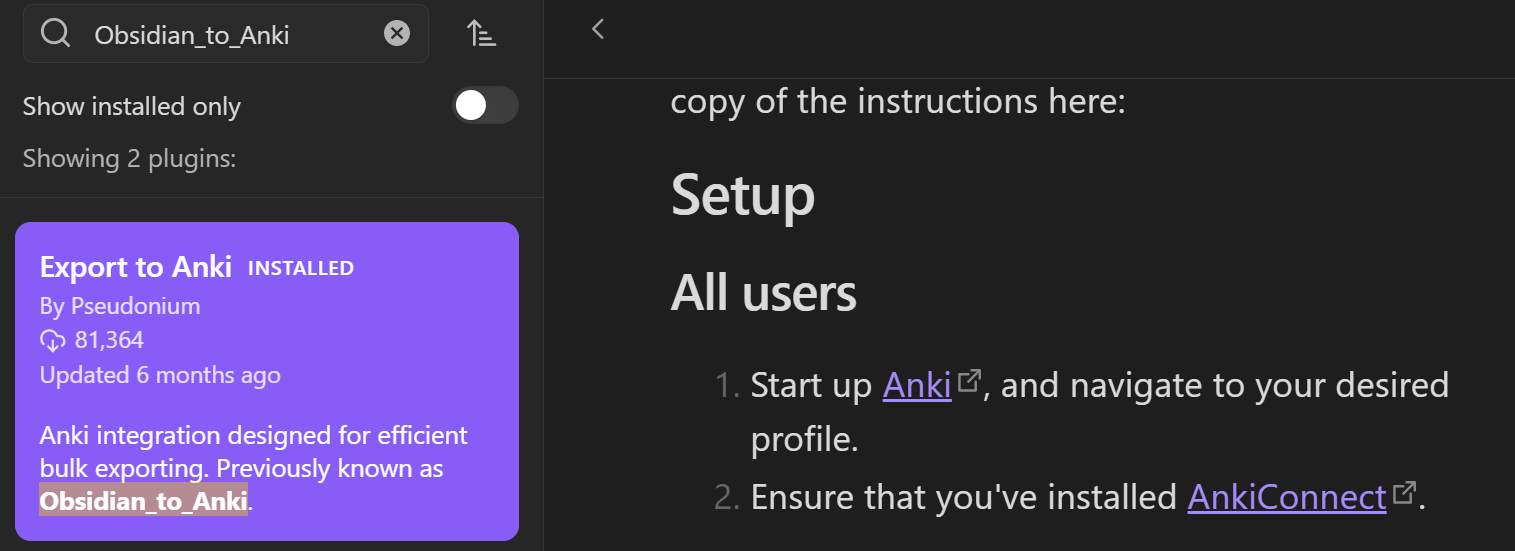 Obsidian_to_Anki
Show installed only
Showing 2 plugins:
Export to Anki INSTALLED
By Pseudonium
81,364
Updated 6 months ago
Anki integration designed for efficient
bulk exporting. Previously known as
Obsidian_to_Anki.
copy of the instructions here:
Setup
All users
1. Start up Anki, and navigate to your desired
profile.
2. Ensure that you've installed AnkiConnect.